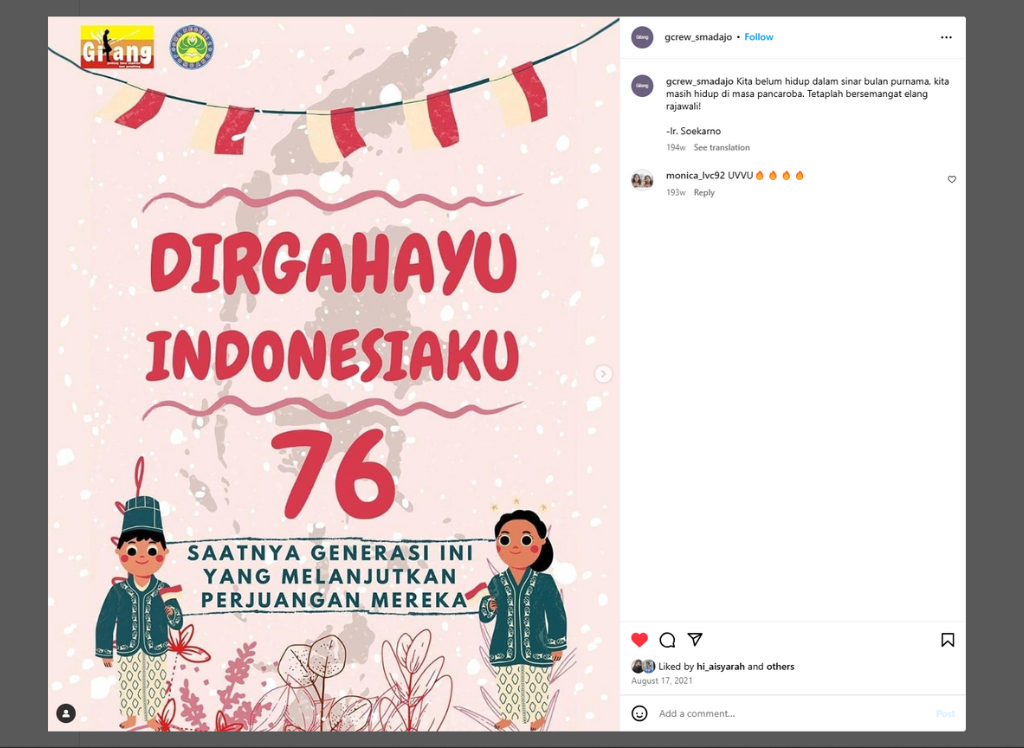 Gilang
DIRGAHAYU
INDONESIAKU
76
SAATNYA GENERASI INI
YANG MELANJUTKAN
PERJUANGAN MEREKA
gcrew_smadajo • Follow
gcrew_smadajo Kita belum hidup dalam sinar bulan purnama, kita
masih hidup di masa pancaroba. Tetaplah bersemangat elang
rajawali!
-Ir. Soekarno
194w See translation
monica_lvc92 UVVU🔥🔥🔥🔥
193w Reply
Liked by hi_aisyarah and others
August 17, 2021
Add a comment...
Post